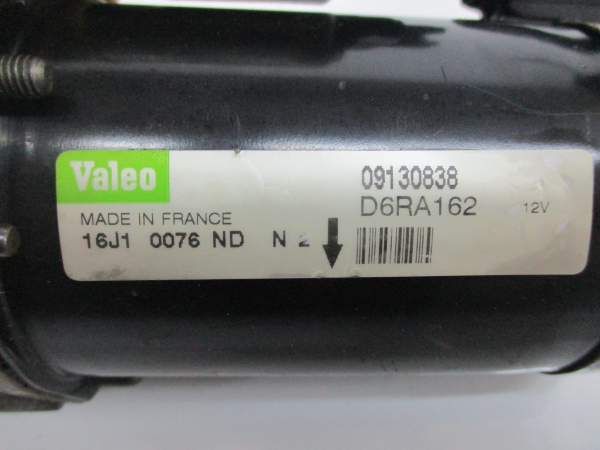 Valeo
MADE IN FRANCE
16J1 0076 ND N 2
09130838
D6RA162 12V